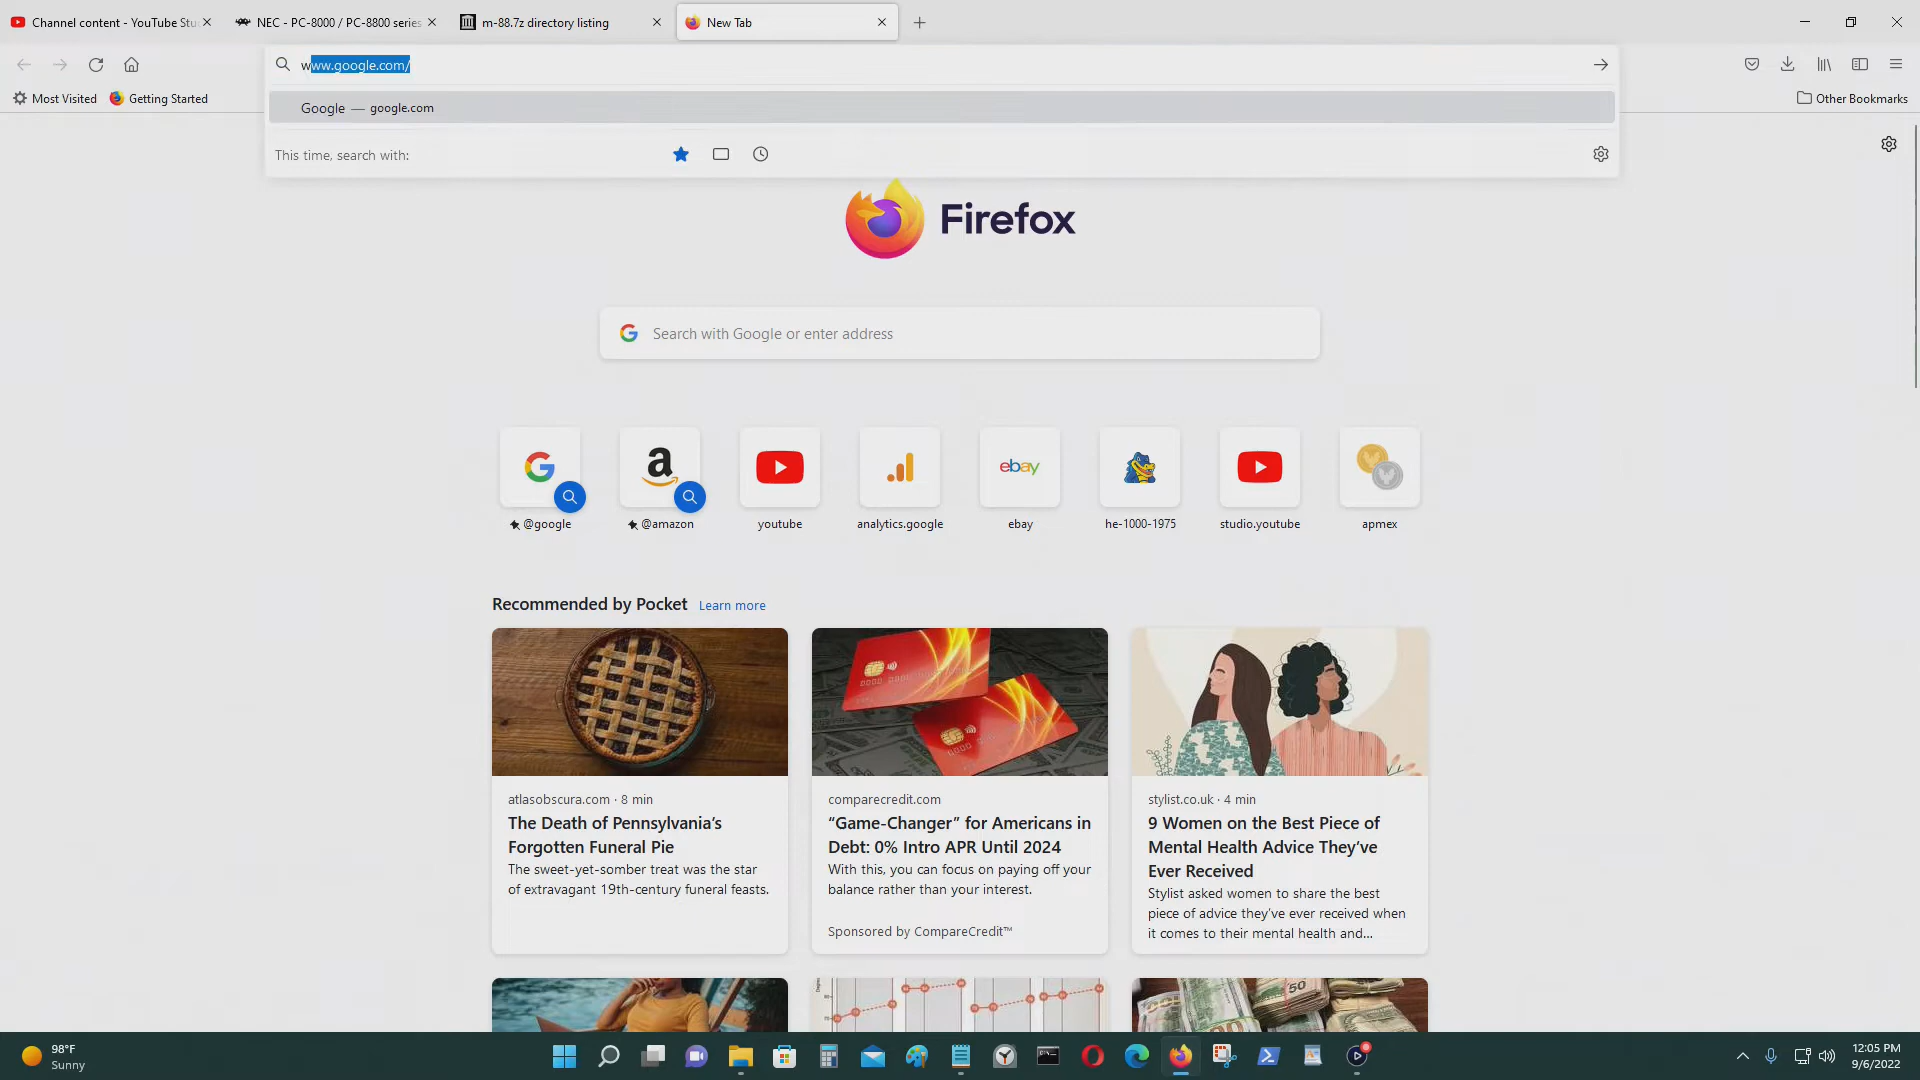 Channel content - YouTube Stu
NEC - PC-8000 / PC-8800 series
m-88.7z directory listing
New Tab
www.google.com/
Most Visited
Getting Started
Other Bookmarks
Google — google.com
This time, search with:
Firefox
Search with Google or enter address
a
ebay
@google
@amazon
youtube
analytics.google
ebay
he-1000-1975
studio.youtube
apmex
Recommended by Pocket
Learn more
atlasobscura.com · 8 min
The Death of Pennsylvania’s
Forgotten Funeral Pie
The sweet-yet-somber treat was the star
of extravagant 19th-century funeral feasts.
comparecredit.com
“Game-Changer” for Americans in
Debt: 0% Intro APR Until 2024
With this, you can focus on paying off your
balance rather than your interest.
Sponsored by CompareCredit™
stylist.co.uk · 4 min
9 Women on the Best Piece of
Mental Health Advice They’ve
Ever Received
Stylist asked women to share the best
piece of advice they’ve ever received when
it comes to their mental health and...
50
98°F
Sunny
12:05 PM
9/6/2022